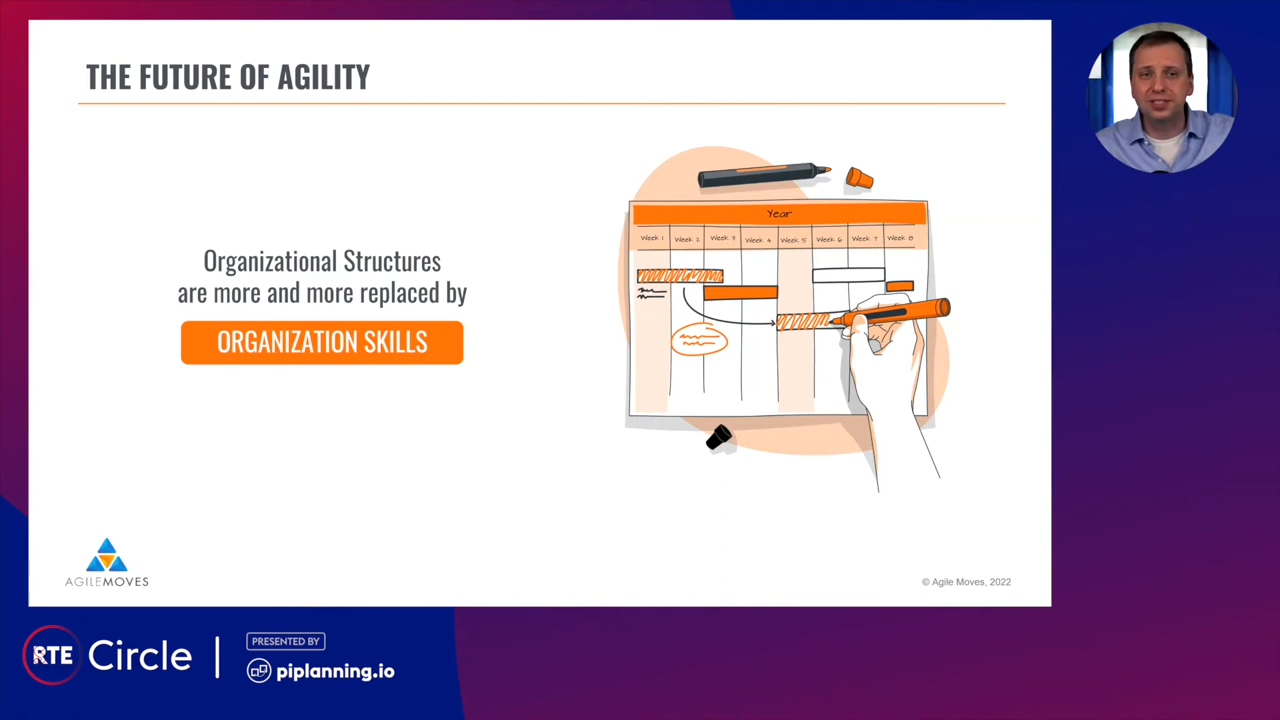 THE FUTURE OF AGILITY
Organizational Structures
are more and more replaced by
ORGANIZATION SKILLS
Year
Week 1 Week 2 Week 3 Week 4 Week 5 Week 6 Week 7 Week 8
AGILEMOVES
© Agile Moves, 2022
RTE Circle
PRESENTED BY
piplanning.io